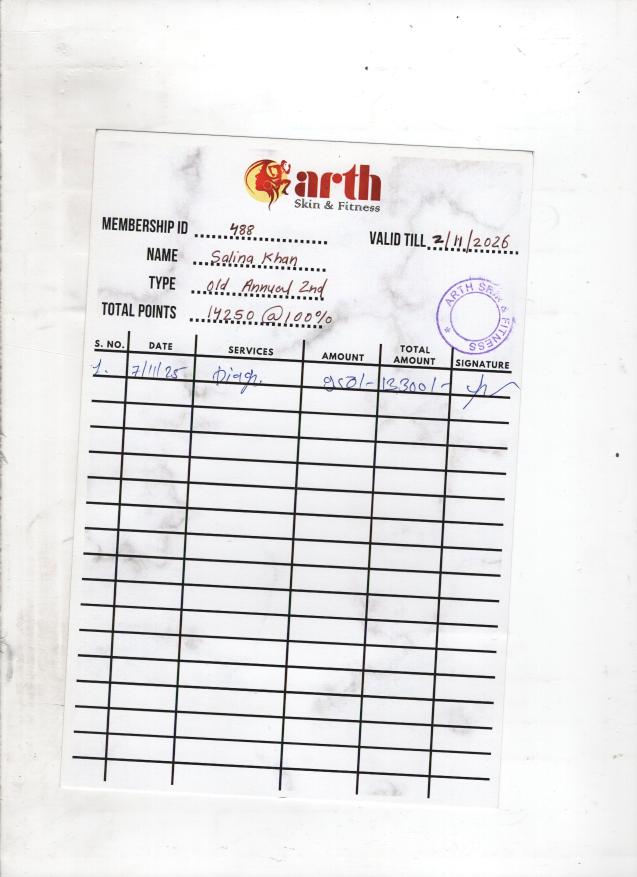 arth
Skin & Fitness
MEMBERSHIP ID 488
VALID TILL 2/11/2026
NAME Salina Khan
TYPE old Annual 2nd
TOTAL POINTS 14250 @ 100%
ARTH SKIN & FITNESS *
S. NO. DATE SERVICES AMOUNT TOTAL AMOUNT SIGNATURE
1. 7/11/25 950/- 13300/-